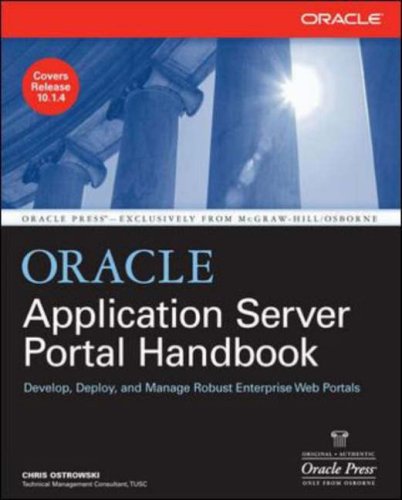 ORACLE
Covers
Release
10.1.4
ORACLE PRESS® – EXCLUSIVELY FROM McGRAW-HILL/OSBORNE
ORACLE
Application Server
Portal Handbook
Develop, Deploy, and Manage Robust Enterprise Web Portals
CHRIS OSTROWSKI
Technical Management Consultant, TUSC
ORIGINAL • AUTHENTIC
Oracle Press™
ONLY FROM OSBORNE